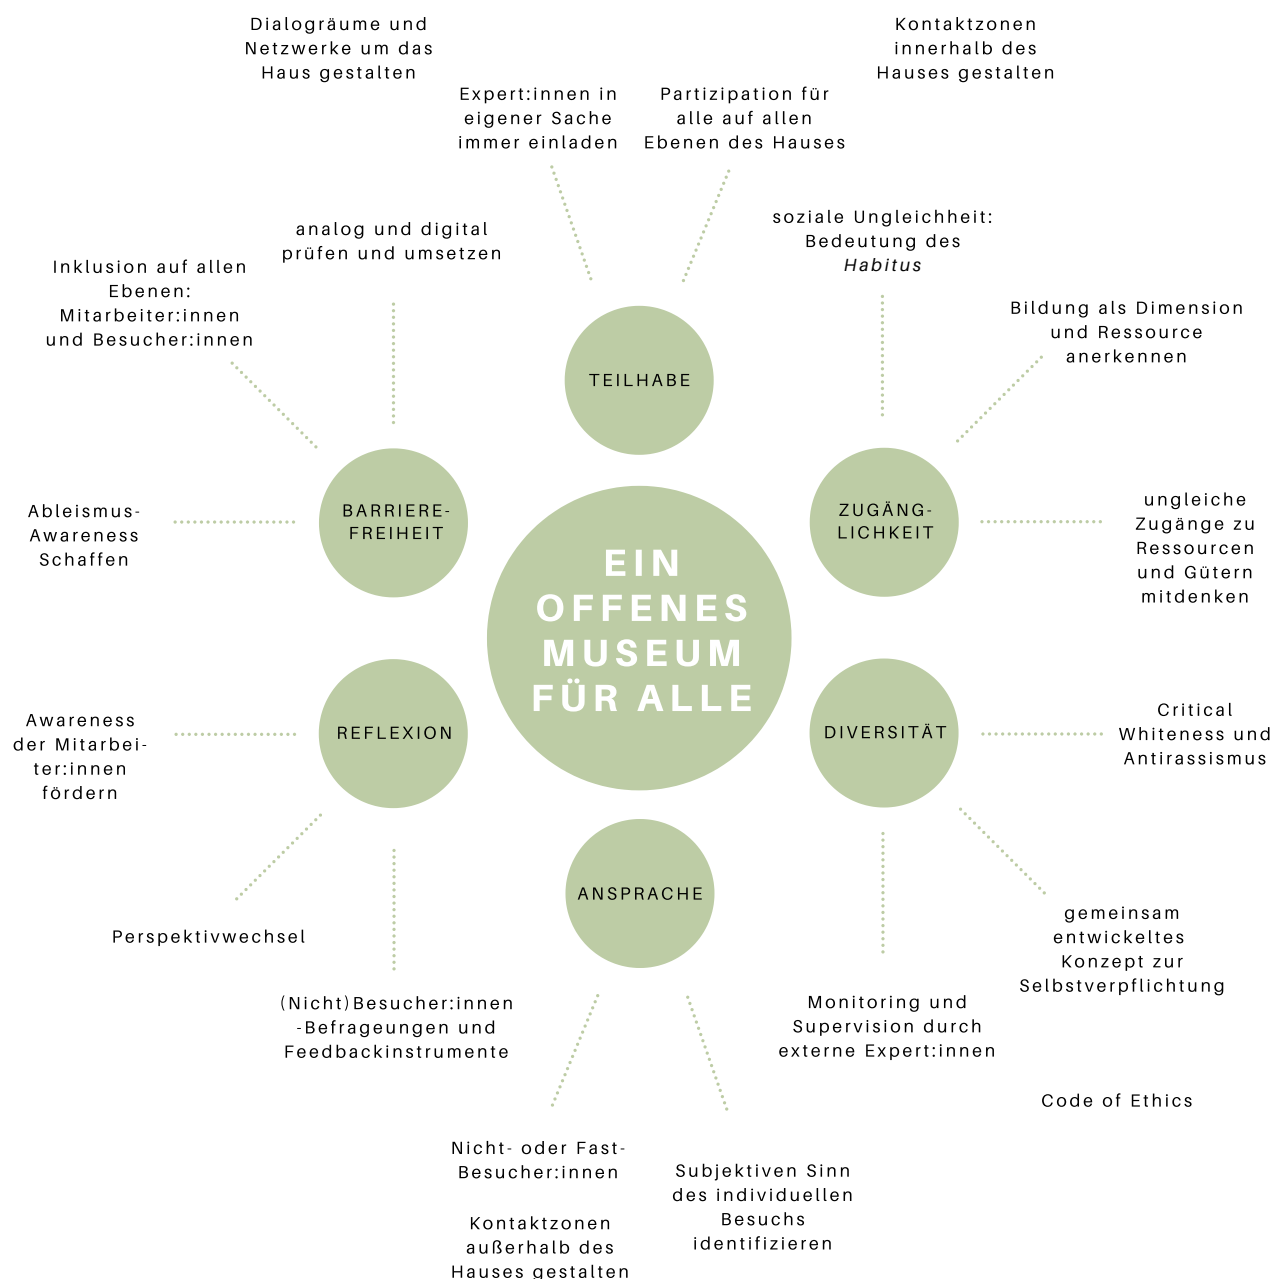 Dialogräume und
Netzwerke um das
Haus gestalten
Kontaktzonen
innerhalb des
Hauses gestalten
Expert:innen in
eigener Sache
immer einladen
Partizipation für
alle auf allen
Ebenen des Hauses
analog und digital
prüfen und umsetzen
soziale Ungleichheit:
Bedeutung des
Habitus
Inklusion auf allen
Ebenen:
Mitarbeiter:innen
und Besucher:innen
Bildung als Dimension
und Ressource
anerkennen
TEILHABE
Ableismus-
Awareness
Schaffen
BARRIERE-
FREIHEIT
ZUGÄNG-
LICHKEIT
ungleiche
Zugänge zu
Ressourcen
und Gütern
mitdenken
EIN
OFFENES
MUSEUM
FÜR ALLE
Awareness
der Mitarbei-
ter:innen
fördern
REFLEXION
DIVERSITÄT
Critical
Whiteness und
Antirassismus
ANSPRACHE
Perspektivwechsel
gemeinsam
entwickeltes
Konzept zur
Selbstverpflichtung
(Nicht)Besucher:innen
-Befrageungen und
Feedbackinstrumente
Monitoring und
Supervision durch
externe Expert:innen
Code of Ethics
Nicht- oder Fast-
Besucher:innen
Kontaktzonen
außerhalb des
Hauses gestalten
Subjektiven Sinn
des individuellen
Besuchs
identifizieren